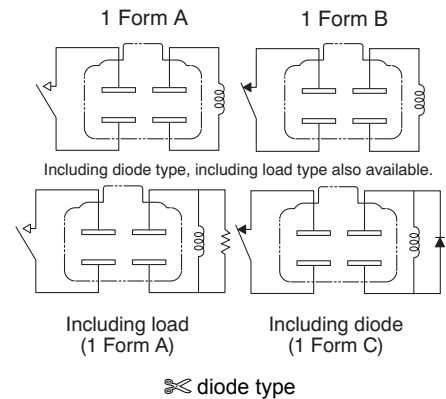 1 Form A
1 Form B
Including diode type, including load type also available.
Including load
(1 Form A)
Including diode
(1 Form C)
diode type